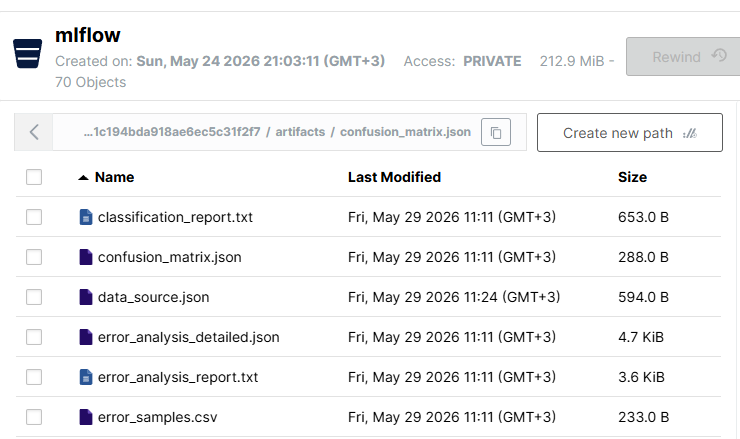 mlflow
Created on: Sun, May 24 2026 21:03:11 (GMT+3) Access: PRIVATE 212.9 MiB - 70 Objects
Rewind
...1c194bda918ae6ec5c31f2f7 / artifacts / confusion_matrix.json
Create new path
Name Last Modified Size
classification_report.txt Fri, May 29 2026 11:11 (GMT+3) 653.0 B
confusion_matrix.json Fri, May 29 2026 11:11 (GMT+3) 288.0 B
data_source.json Fri, May 29 2026 11:24 (GMT+3) 594.0 B
error_analysis_detailed.json Fri, May 29 2026 11:11 (GMT+3) 4.7 KiB
error_analysis_report.txt Fri, May 29 2026 11:11 (GMT+3) 3.6 KiB
error_samples.csv Fri, May 29 2026 11:11 (GMT+3) 233.0 B